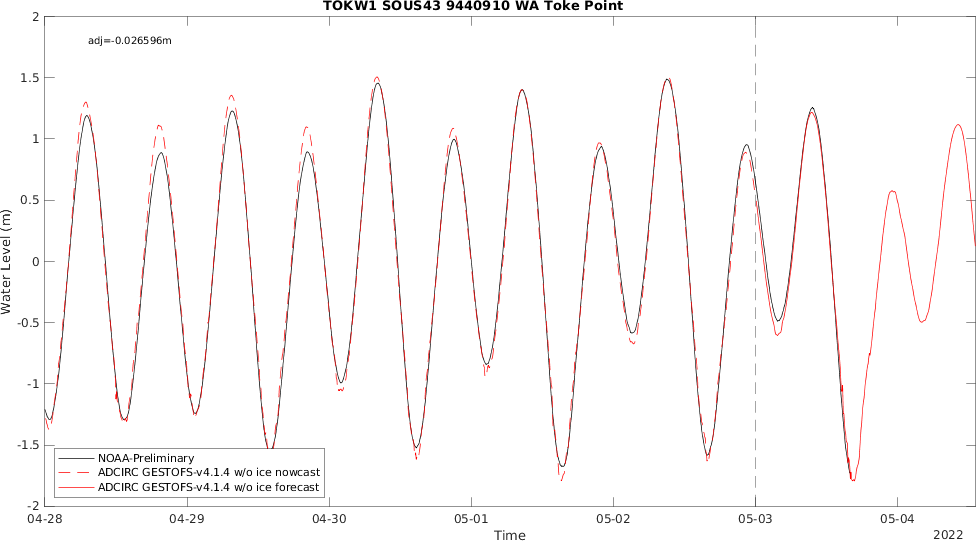 TOKW1 SOUS43 9440910 WA Toke Point
adj=-0.026596m
2
1.5
1
0.5
0
-0.5
-1
-1.5
-2
Water Level (m)
NOAA-Preliminary
ADCIRC GESTOFS-v4.1.4 w/o ice nowcast
ADCIRC GESTOFS-v4.1.4 w/o ice forecast
04-28 04-29 04-30 05-01 05-02 05-03 05-04
Time
2022